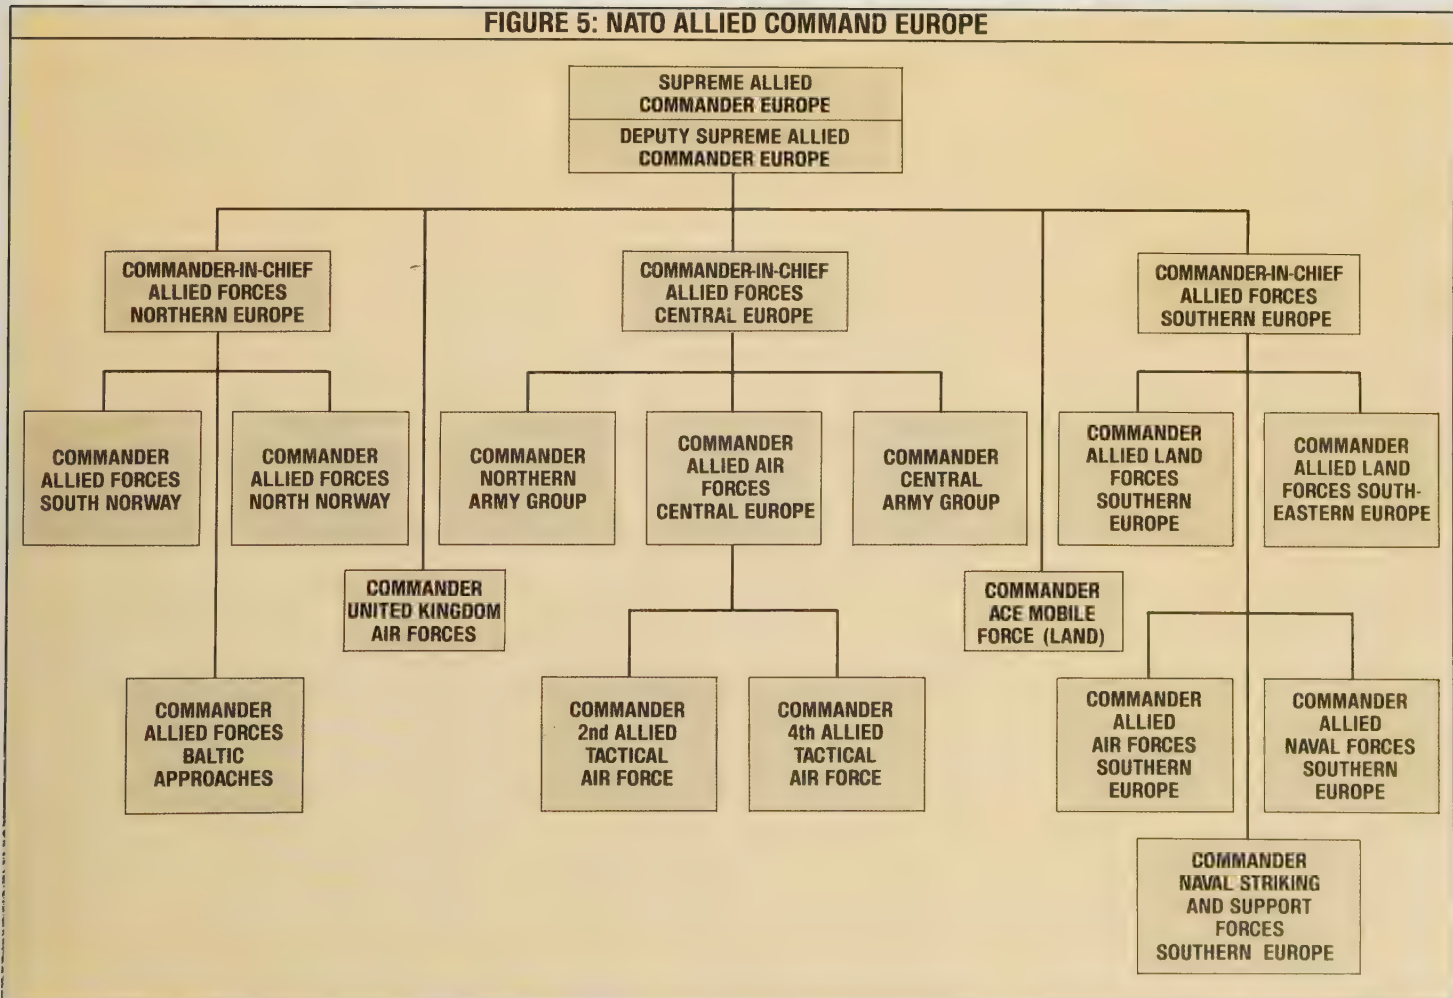 FIGURE 5: NATO ALLIED COMMAND EUROPE
SUPREME ALLIED
COMMANDER EUROPE
DEPUTY SUPREME ALLIED
COMMANDER EUROPE
COMMANDER-IN-CHIEF
ALLIED FORCES
NORTHERN EUROPE
COMMANDER-IN-CHIEF
ALLIED FORCES
CENTRAL EUROPE
COMMANDER-IN-CHIEF
ALLIED FORCES
SOUTHERN EUROPE
COMMANDER
ALLIED FORCES
SOUTH NORWAY
COMMANDER
ALLIED FORCES
NORTH NORWAY
COMMANDER
NORTHERN
ARMY GROUP
COMMANDER
ALLIED AIR
FORCES
CENTRAL EUROPE
COMMANDER
CENTRAL
ARMY GROUP
COMMANDER
ALLIED LAND
FORCES
SOUTHERN
EUROPE
COMMANDER
ALLIED LAND
FORCES SOUTH-
EASTERN EUROPE
COMMANDER
UNITED KINGDOM
AIR FORCES
COMMANDER
ACE MOBILE
FORCE (LAND)
COMMANDER
ALLIED FORCES
BALTIC
APPROACHES
COMMANDER
2nd ALLIED
TACTICAL
AIR FORCE
COMMANDER
4th ALLIED
TACTICAL
AIR FORCE
COMMANDER
ALLIED
AIR FORCES
SOUTHERN
EUROPE
COMMANDER
ALLIED
NAVAL FORCES
SOUTHERN
EUROPE
COMMANDER
NAVAL STRIKING
AND SUPPORT
FORCES
SOUTHERN EUROPE